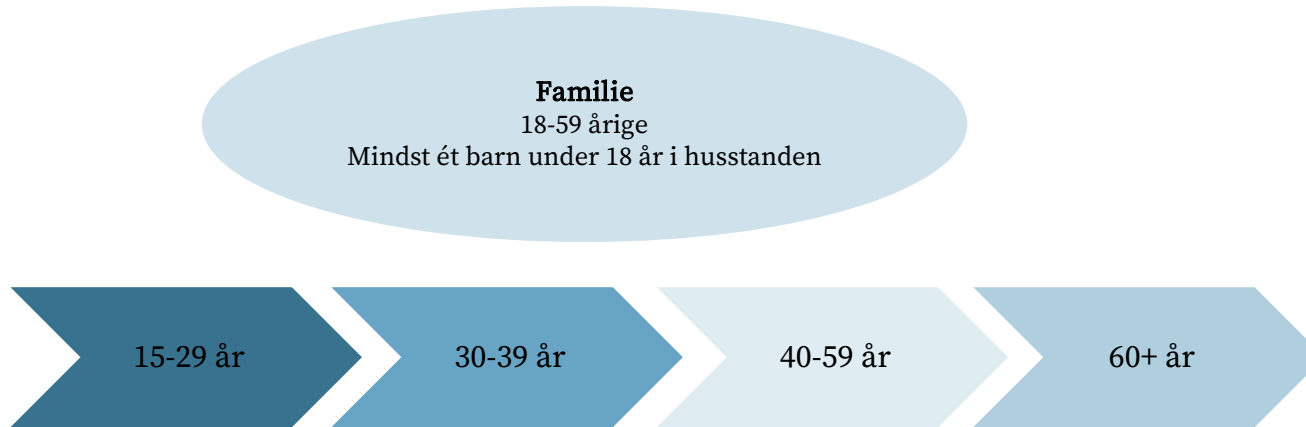 Familie
18-59 årige
Mindst ét barn under 18 år i husstanden
15-29 år
30-39 år
40-59 år
60+ år